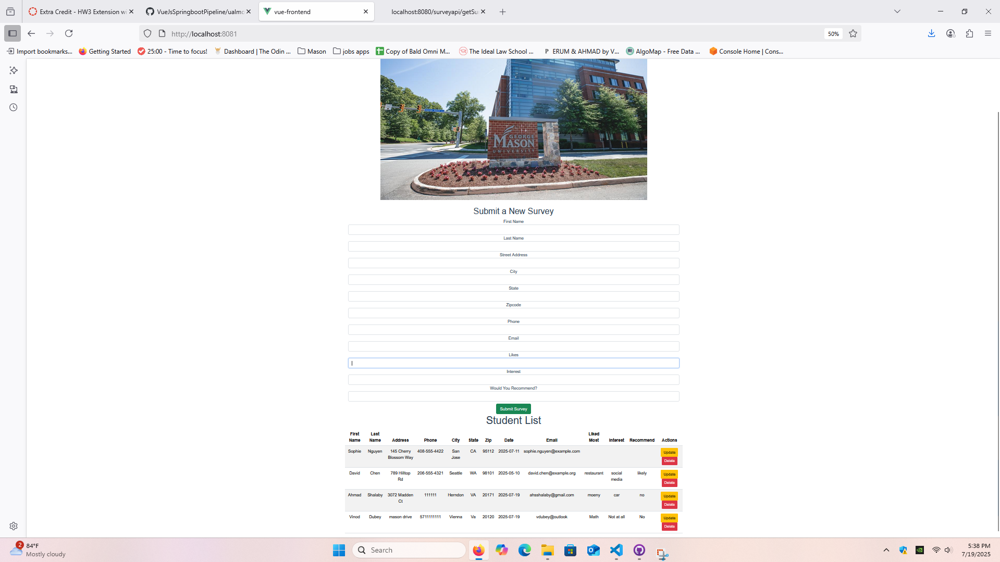 Extra Credit - HW3 Extension wi
VueJsSpringbootPipeline/ualmo
vue-frontend
localhost:8080/surveyapi/getSu
http://localhost:8081
50%
Import bookmarks...
Getting Started
25:00 - Time to focus!
Dashboard | The Odin ...
Mason
jobs apps
Copy of Bald Omni M...
The Ideal Law School ...
P ERUM & AHMAD by V...
AlgoMap - Free Data ...
Console Home | Cons...
GEORGE
MASON
UNIVERSITY
Submit a New Survey
First Name
Last Name
Street Address
City
State
Zipcode
Phone
Email
Likes
Interest
Would You Recommend?
Submit Survey
Student List
First Name Last Name Address Phone City State Zip Date Email Liked Most Interest Recommend Actions
Sophie Nguyen 145 Cherry Blossom Way 408-555-4422 San Jose CA 95112 2025-07-11 sophie.nguyen@example.com Update
Delete
David Chen 789 Hilltop Rd 206-555-4321 Seattle WA 98101 2025-05-10 david.chen@example.org restaurant social media likely Update
Delete
Ahmad Shalaby 3072 Madden Ct 111111 Herndon VA 20171 2025-07-19 ahsshalaby@gmail.com moeny car no Update
Delete
Vinod Dubey mason drive 5711111111 Vienna Va 20120 2025-07-19 vdubey@outlook Math Not at all No Update
Delete
2
84°F
Mostly cloudy
Search
5:38 PM
7/19/2025